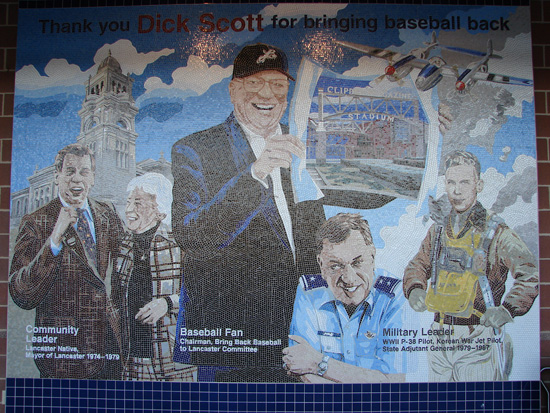 Thank you Dick Scott for bringing baseball back
STADIUM
Community
Leader
Lancaster Native,
Mayor of Lancaster 1974-1979
Baseball Fan
Chairman, Bring Back Baseball
to Lancaster Committee
Military Leader
WWII P-38 Pilot, Korean War Jet Pilot,
State Adjutant General 1979-1987